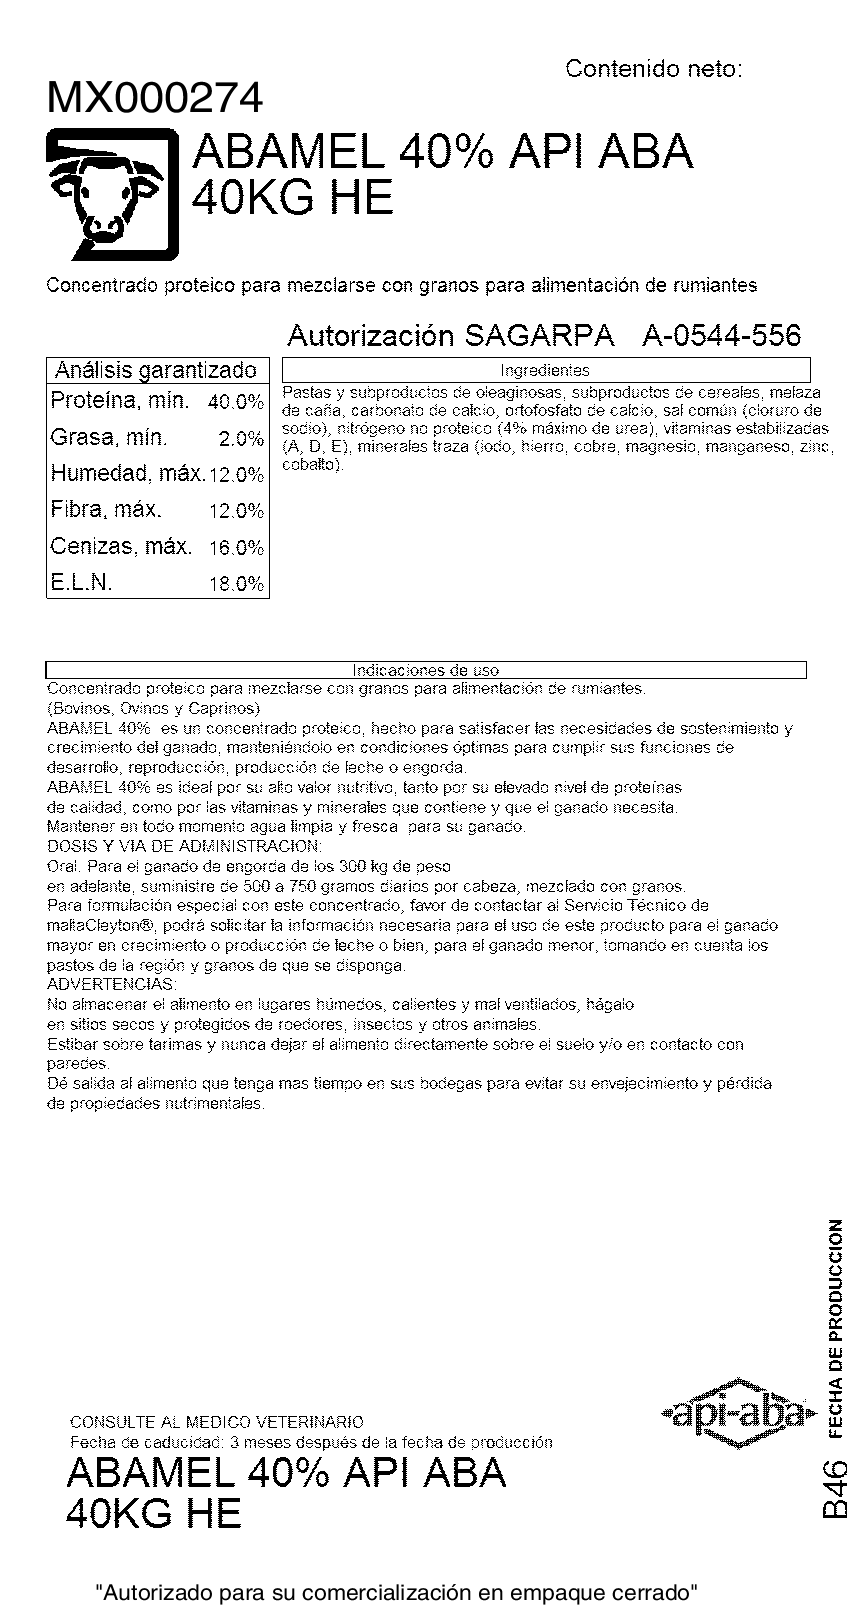 Contenido neto:
MX000274
ABAMEL 40% API ABA
40KG HE
Concentrado proteico para mezclarse con granos para alimentación de rumiantes
Autorización SAGARPA A-0544-556
Análisis garantizado
Proteína, mín. 40.0%
Grasa, mín. 2.0%
Humedad, máx. 12.0%
Fibra, máx. 12.0%
Cenizas, máx. 16.0%
E.L.N. 18.0%
Ingredientes
Pastas y subproductos de oleaginosas, subproductos de cereales, melaza
de caña, carbonato de calcio, ortofosfato de calcio, sal común (cloruro de
sodio), nitrógeno no proteico (4% máximo de urea), vitaminas estabilizadas
(A, D, E), minerales traza (iodo, hierro, cobre, magnesio, manganeso, zinc,
cobalto).
Indicaciones de uso
Concentrado proteico para mezclarse con granos para alimentación de rumiantes.
(Bovinos, Ovinos y Caprinos)
ABAMEL 40% es un concentrado proteico, hecho para satisfacer las necesidades de sostenimiento y
crecimiento del ganado, manteniéndolo en condiciones óptimas para cumplir sus funciones de
desarrollo, reproducción, producción de leche o engorda.
ABAMEL 40% es ideal por su alto valor nutritivo, tanto por su elevado nivel de proteínas
de calidad, como por las vitaminas y minerales que contiene y que el ganado necesita.
Mantener en todo momento agua limpia y fresca para su ganado.
DOSIS Y VIA DE ADMINISTRACION:
Oral. Para el ganado de engorda de los 300 kg de peso
en adelante, suministre de 500 a 750 gramos diarios por cabeza, mezclado con granos.
Para formulación especial con este concentrado, favor de contactar al Servicio Técnico de
maltaCleyton®, podrá solicitar la información necesaria para el uso de este producto para el ganado
mayor en crecimiento o producción de leche o bien, para el ganado menor, tomando en cuenta los
pastos de la región y granos de que se disponga.
ADVERTENCIAS:
No almacenar el alimento en lugares húmedos, calientes y mal ventilados, hágalo
en sitios secos y protegidos de roedores, insectos y otros animales.
Estibar sobre tarimas y nunca dejar el alimento directamente sobre el suelo y/o en contacto con
paredes.
Dé salida al alimento que tenga mas tiempo en sus bodegas para evitar su envejecimiento y pérdida
de propiedades nutrimentales.
FECHA DE PRODUCCION
B46
api-aba
CONSULTE AL MEDICO VETERINARIO
Fecha de caducidad: 3 meses después de la fecha de producción
ABAMEL 40% API ABA
40KG HE
"Autorizado para su comercialización en empaque cerrado"